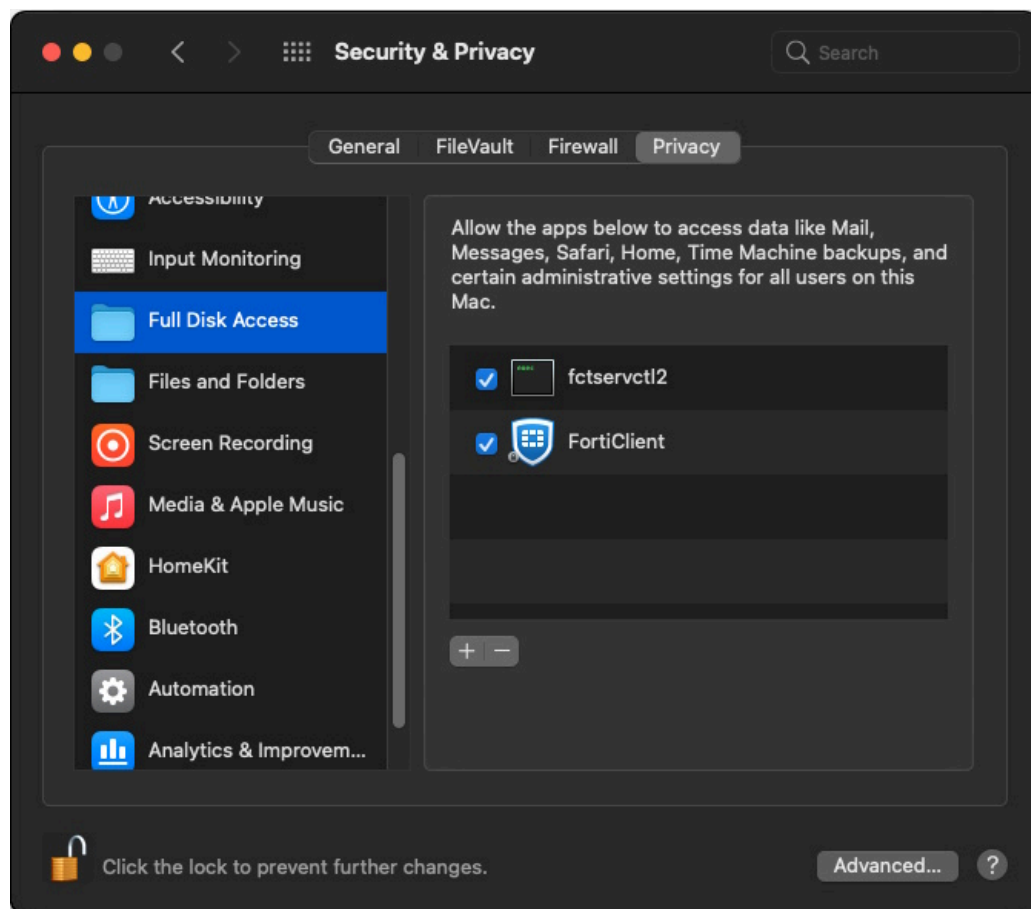 Security & Privacy
Search
General
FileVault
Firewall
Privacy
Accessibility
Input Monitoring
Full Disk Access
Files and Folders
Screen Recording
Media & Apple Music
HomeKit
Bluetooth
Automation
Analytics & Improvem...
Allow the apps below to access data like Mail,
Messages, Safari, Home, Time Machine backups, and
certain administrative settings for all users on this
Mac.
fctservctl2
FortiClient
+ −
Click the lock to prevent further changes.
Advanced...
?